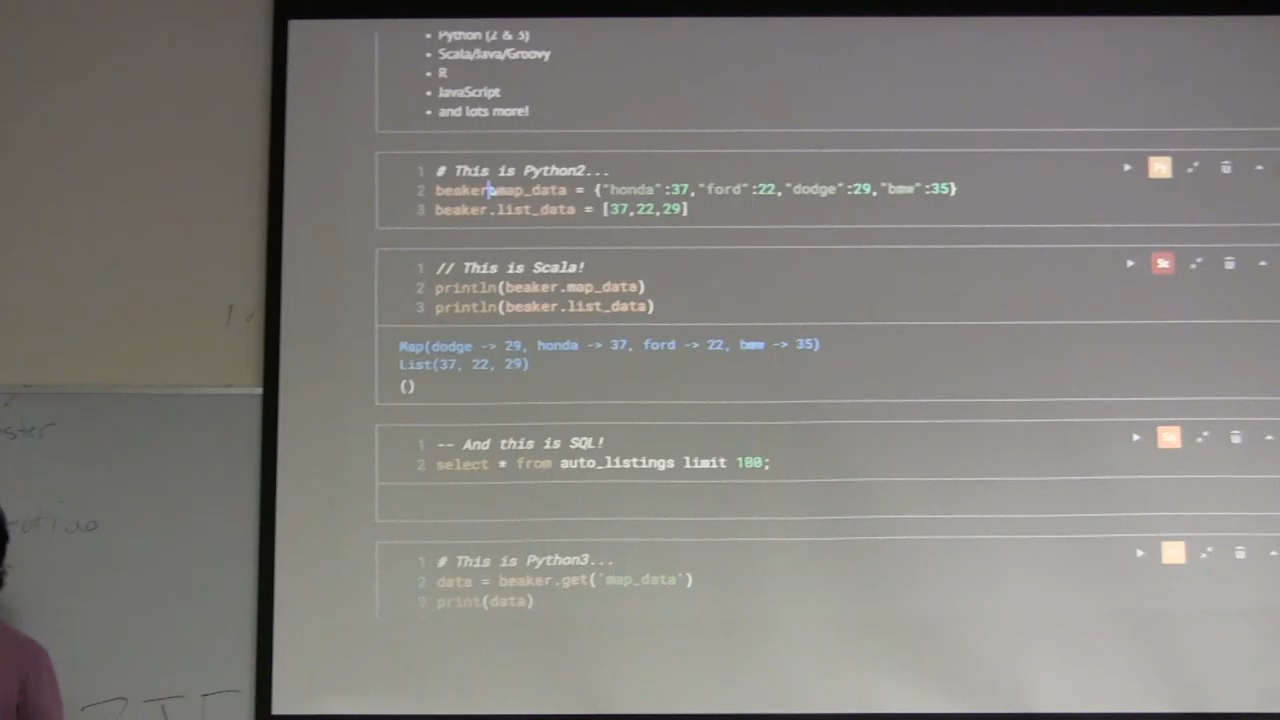 • Python (2 & 3)
• Scala/Java/Groovy
• R
• JavaScript
• and lots more!
1 # This is Python2...
Py
2 beaker.map_data = {"honda":37,"ford":22,"dodge":29,"bmw":35}
3 beaker.list_data = [37,22,29]
1 // This is Scala!
Sc
2 println(beaker.map_data)
3 println(beaker.list_data)
Map(dodge -> 29, honda -> 37, ford -> 22, bmw -> 35)
List(37, 22, 29)
()
1 -- And this is SQL!
2 select * from auto_listings limit 100;
1 # This is Python3...
2 data = beaker.get('map_data')
3 print(data)